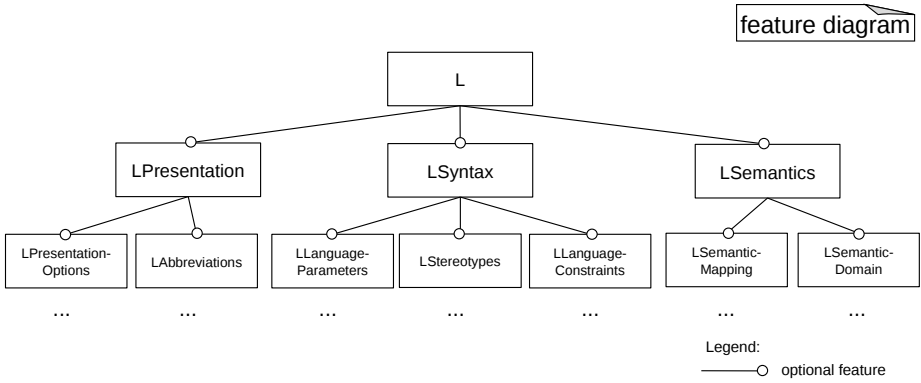 feature diagram
L
LPresentation
LSyntax
LSemantics
LPresentation-
Options
LAbbreviations
LLanguage-
Parameters
LStereotypes
LLanguage-
Constraints
LSemantic-
Mapping
LSemantic-
Domain
... ... ... ... ... ... ...
Legend:
optional feature